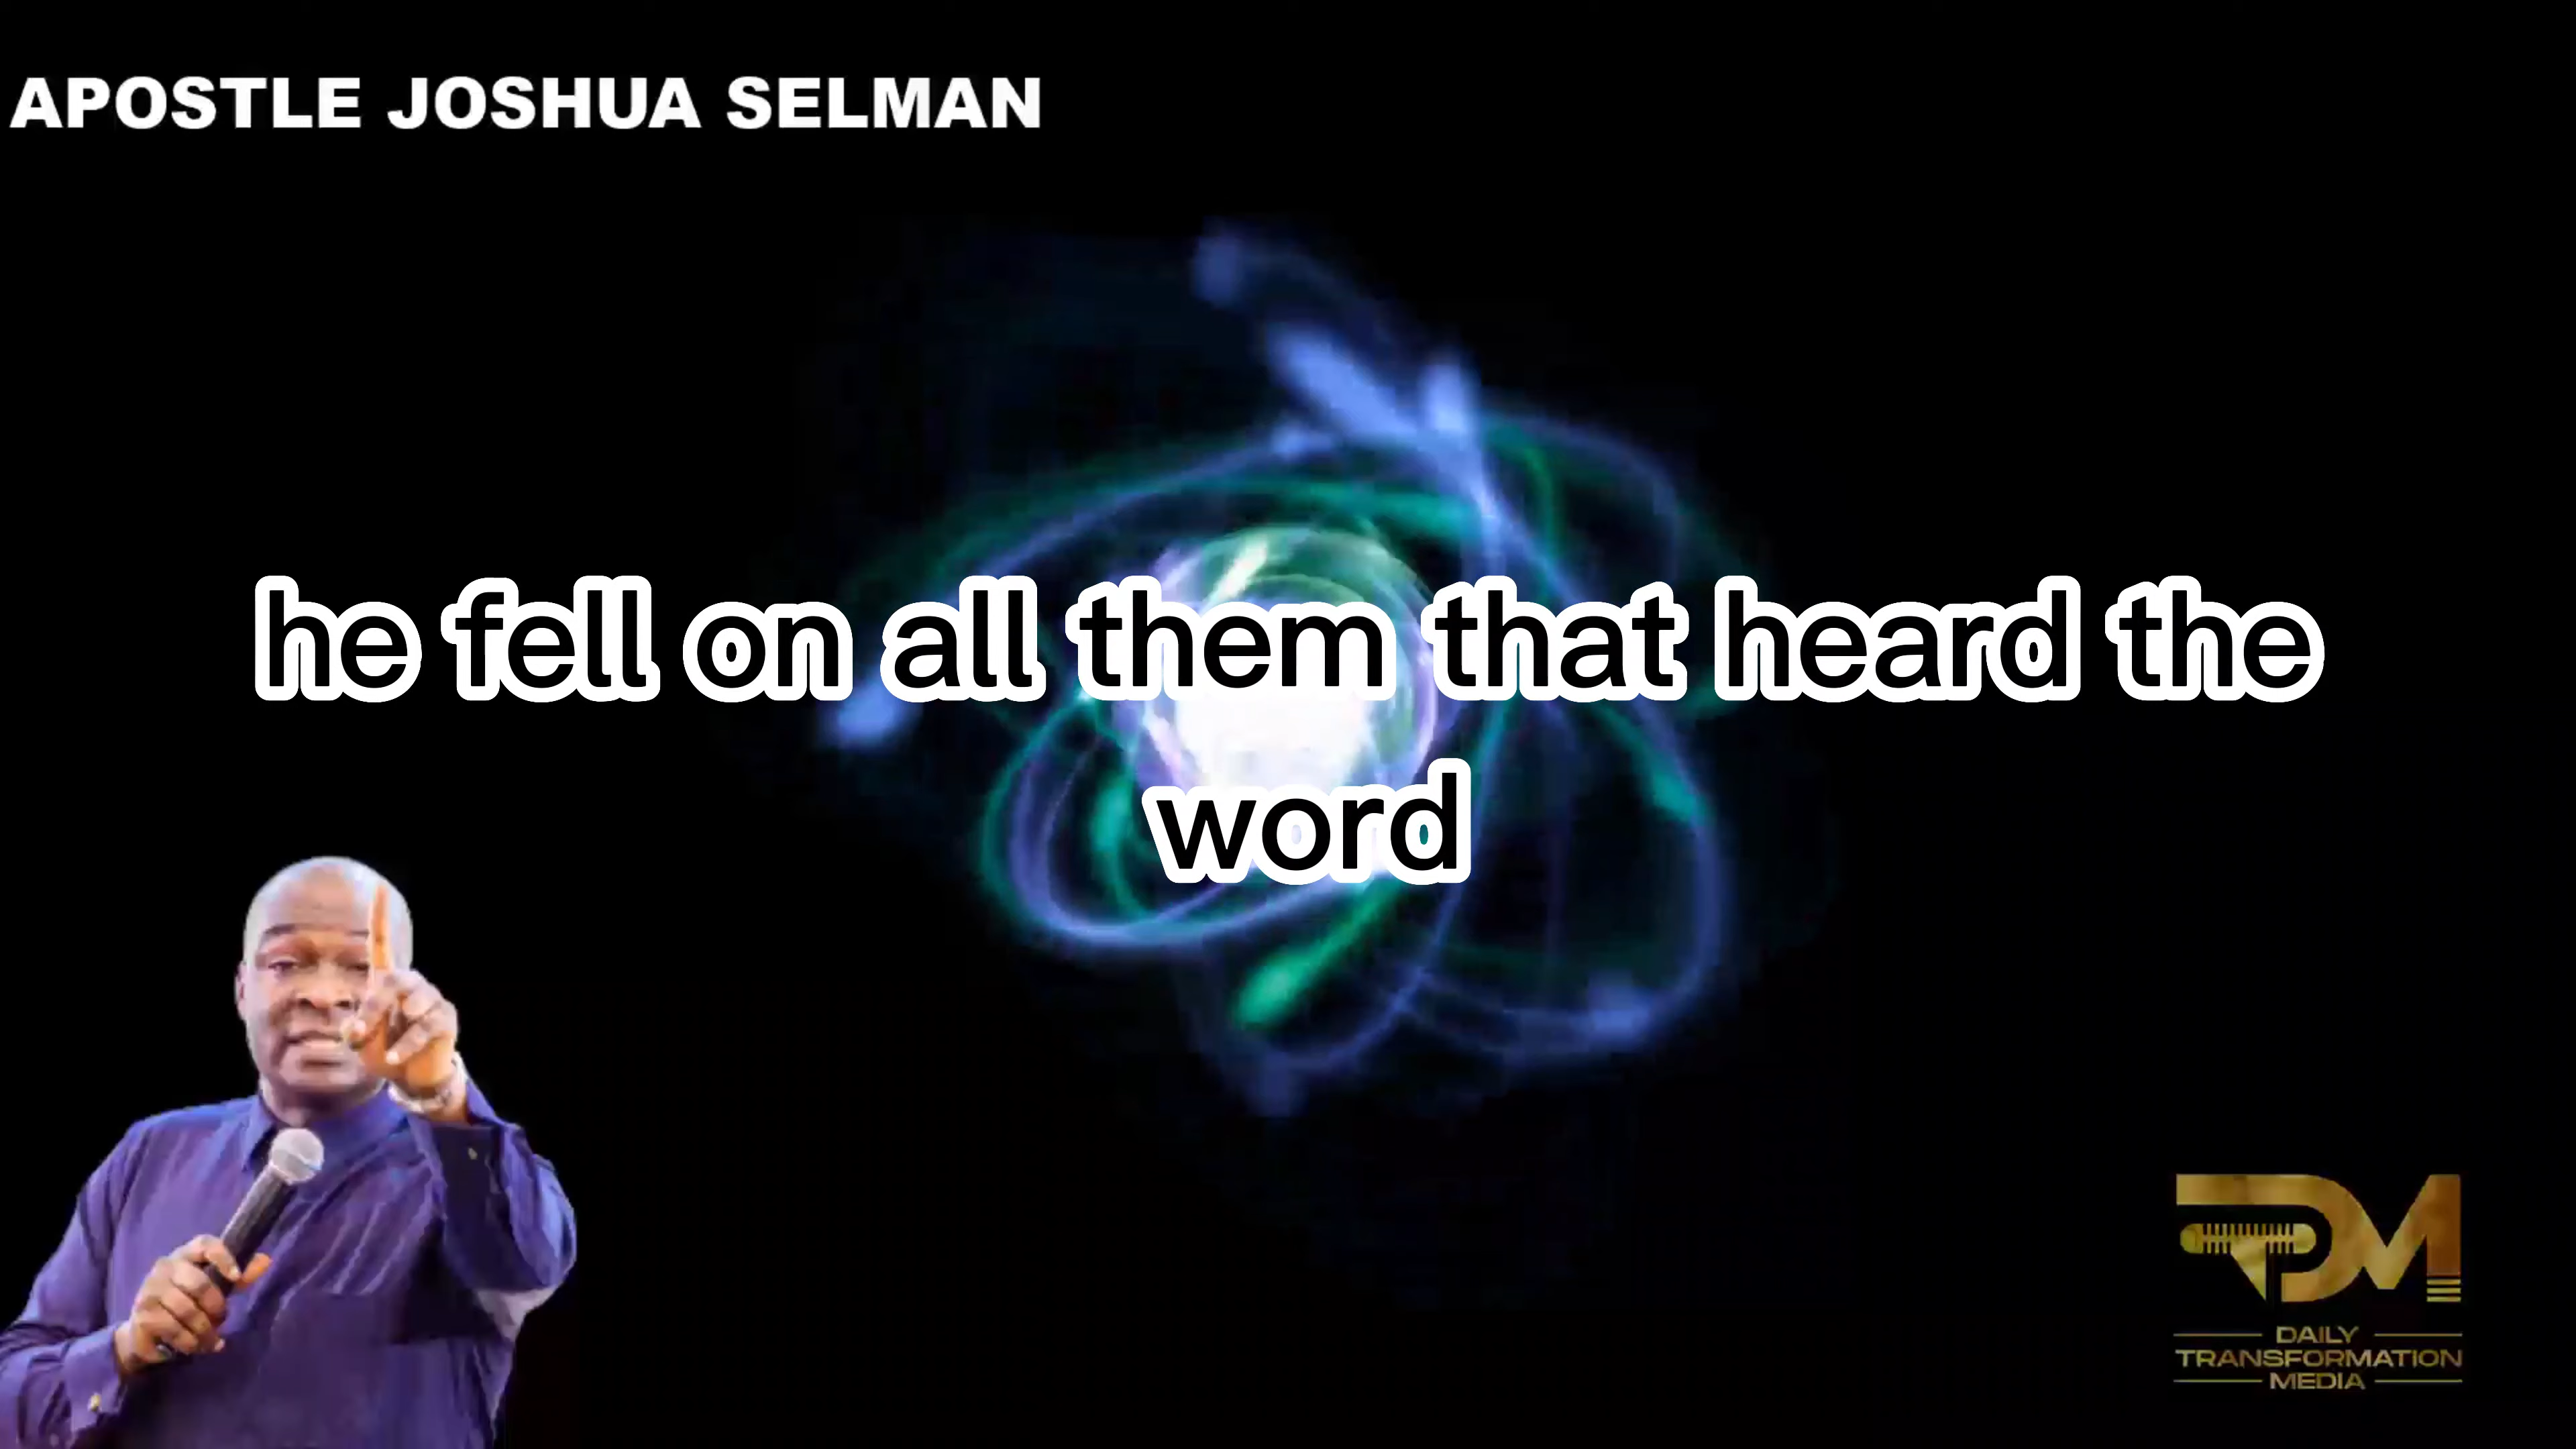 APOSTLE JOSHUA SELMAN
he fell on all them that heard the
word
DAILY
TRANSFORMATION
MEDIA